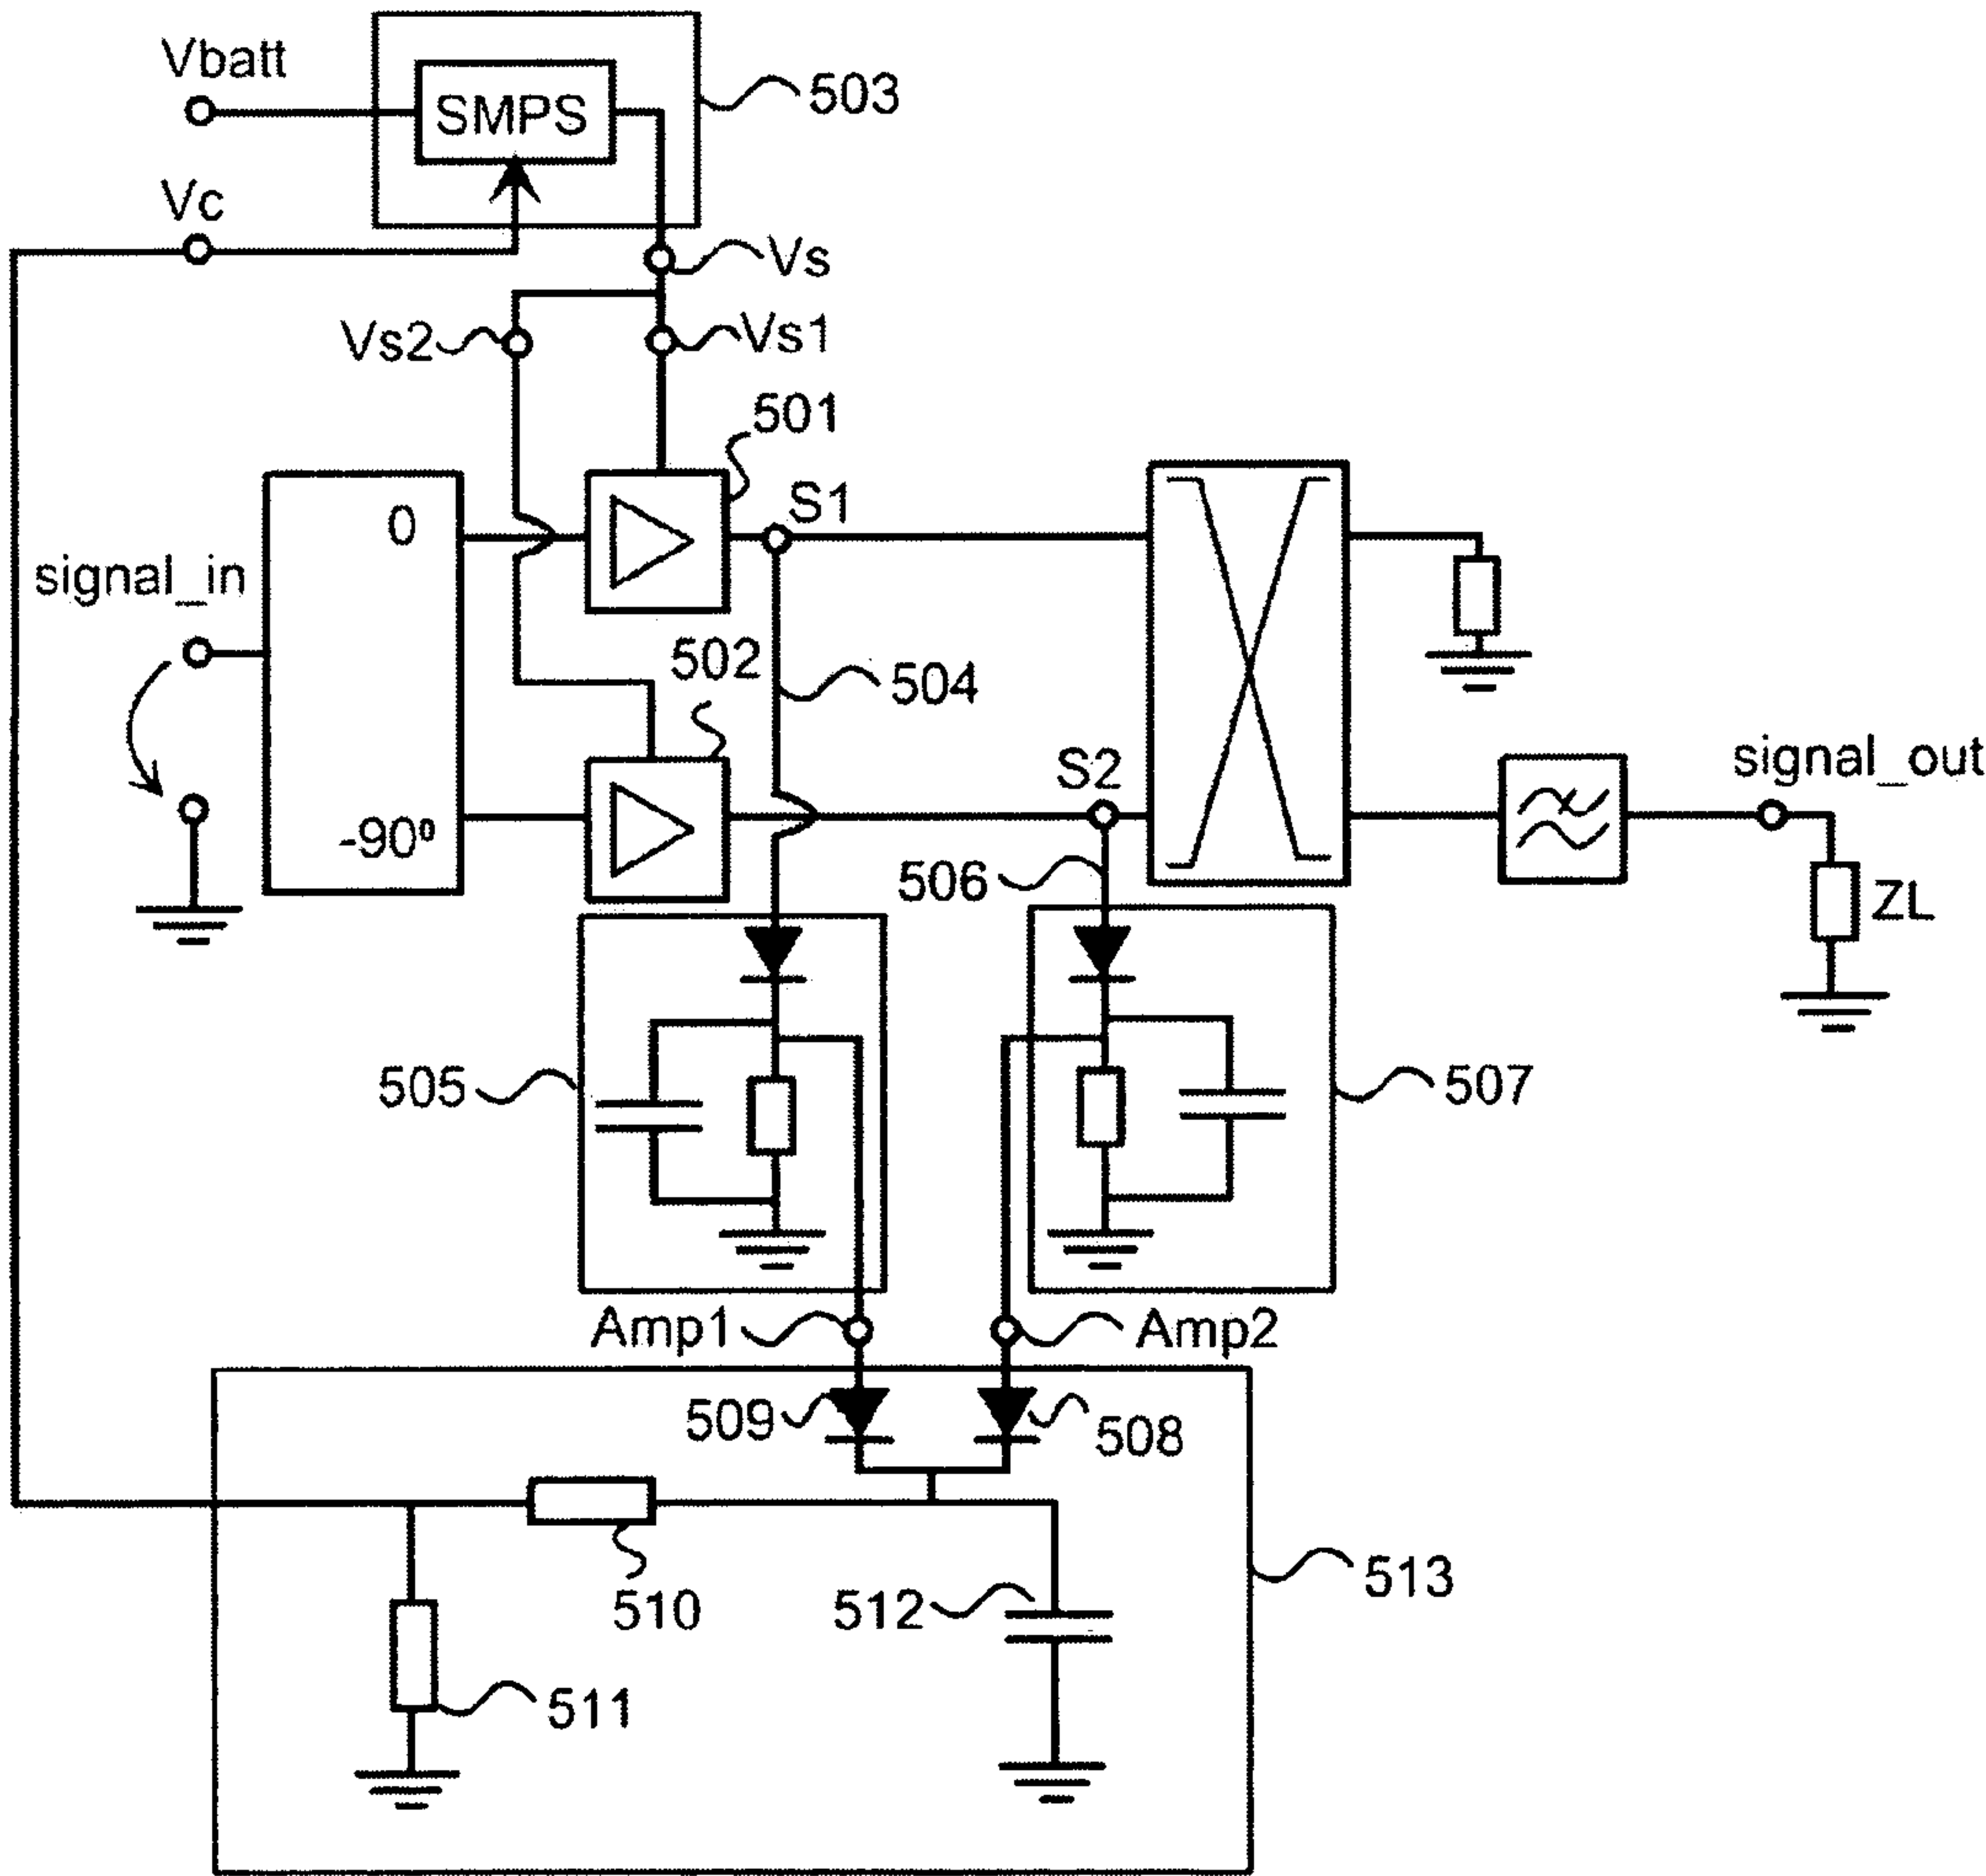 Vbatt
SMPS
503
Vc
Vs
Vs2
Vs1
501
0
S1
signal_in
502
504
S2
signal_out
-90º
506
ZL
505
507
Amp1
Amp2
509
508
510
512
513
511